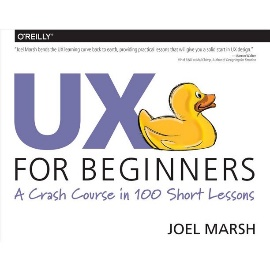 O'REILLY®
"Joel Marsh bends the UX learning curve back to earth, providing practical lessons that will give you a solid start in UX design."
UX
FOR BEGINNERS
A Crash Course in 100 Short Lessons
JOEL MARSH